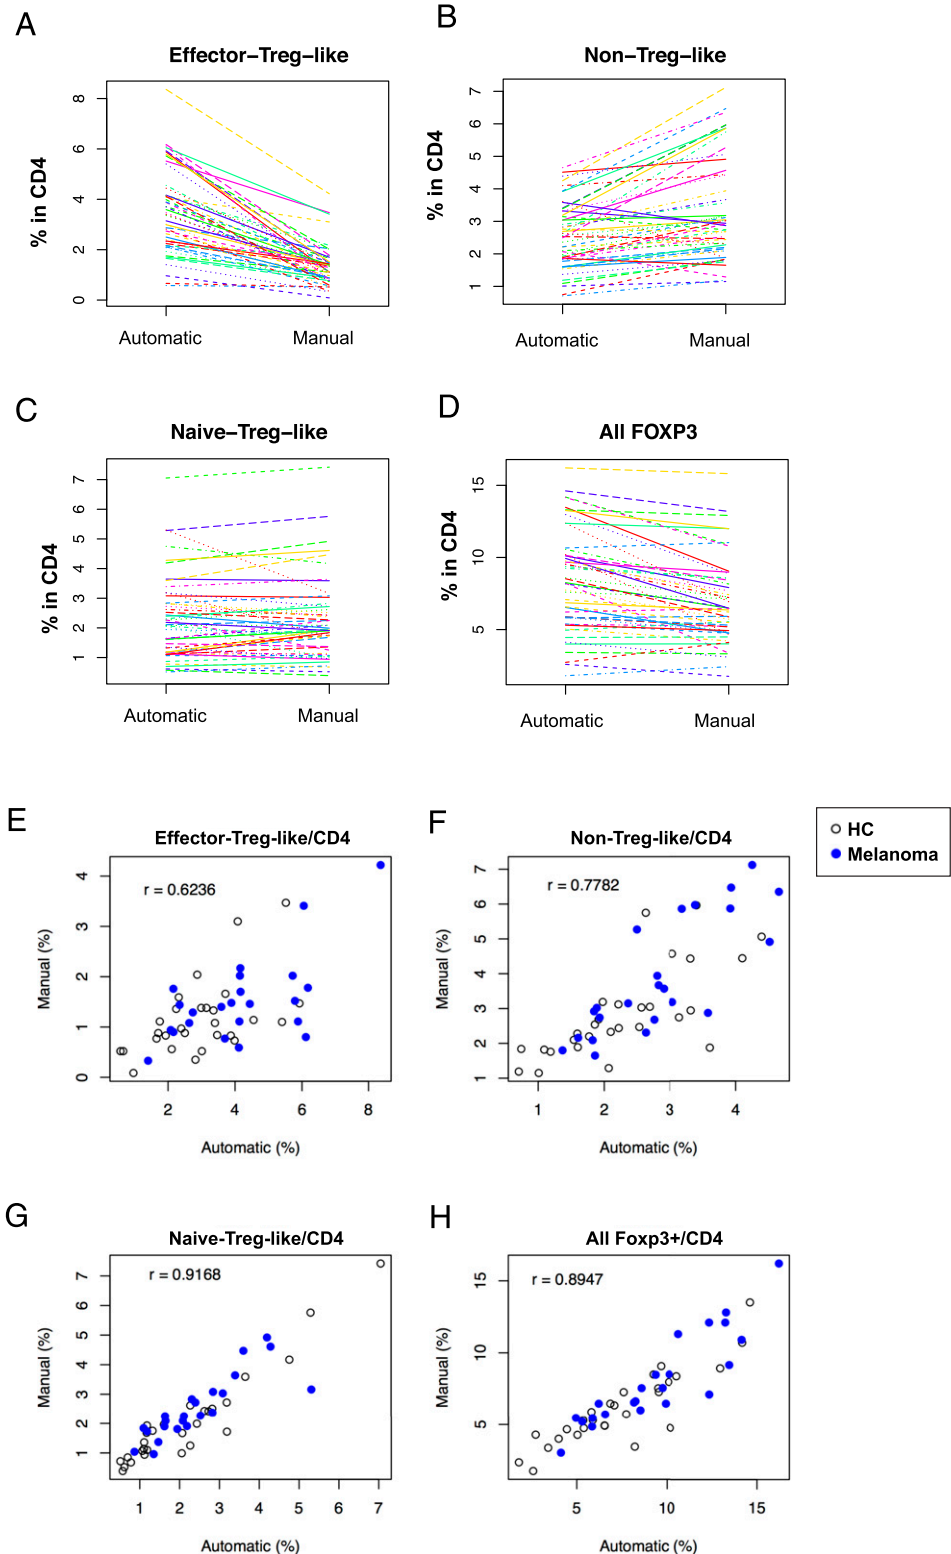 A
B
Effector–Treg–like
Non–Treg–like
% in CD4
8
6
4
2
0
Automatic
Manual
% in CD4
7
6
5
4
3
2
1
Automatic
Manual
C
D
Naive–Treg–like
All FOXP3
% in CD4
7
6
5
4
3
2
1
Automatic
Manual
% in CD4
15
10
5
Automatic
Manual
E
F
Effector-Treg-like/CD4
Non-Treg-like/CD4
HC
Melanoma
r = 0.6236
Manual (%)
4
3
2
1
0
2 4 6 8
Automatic (%)
r = 0.7782
Manual (%)
7
6
5
4
3
2
1
1 2 3 4
Automatic (%)
G
H
Naive-Treg-like/CD4
All Foxp3+/CD4
r = 0.9168
Manual (%)
7
6
5
4
3
2
1
1 2 3 4 5 6 7
Automatic (%)
r = 0.8947
Manual (%)
15
10
5
5 10 15
Automatic (%)